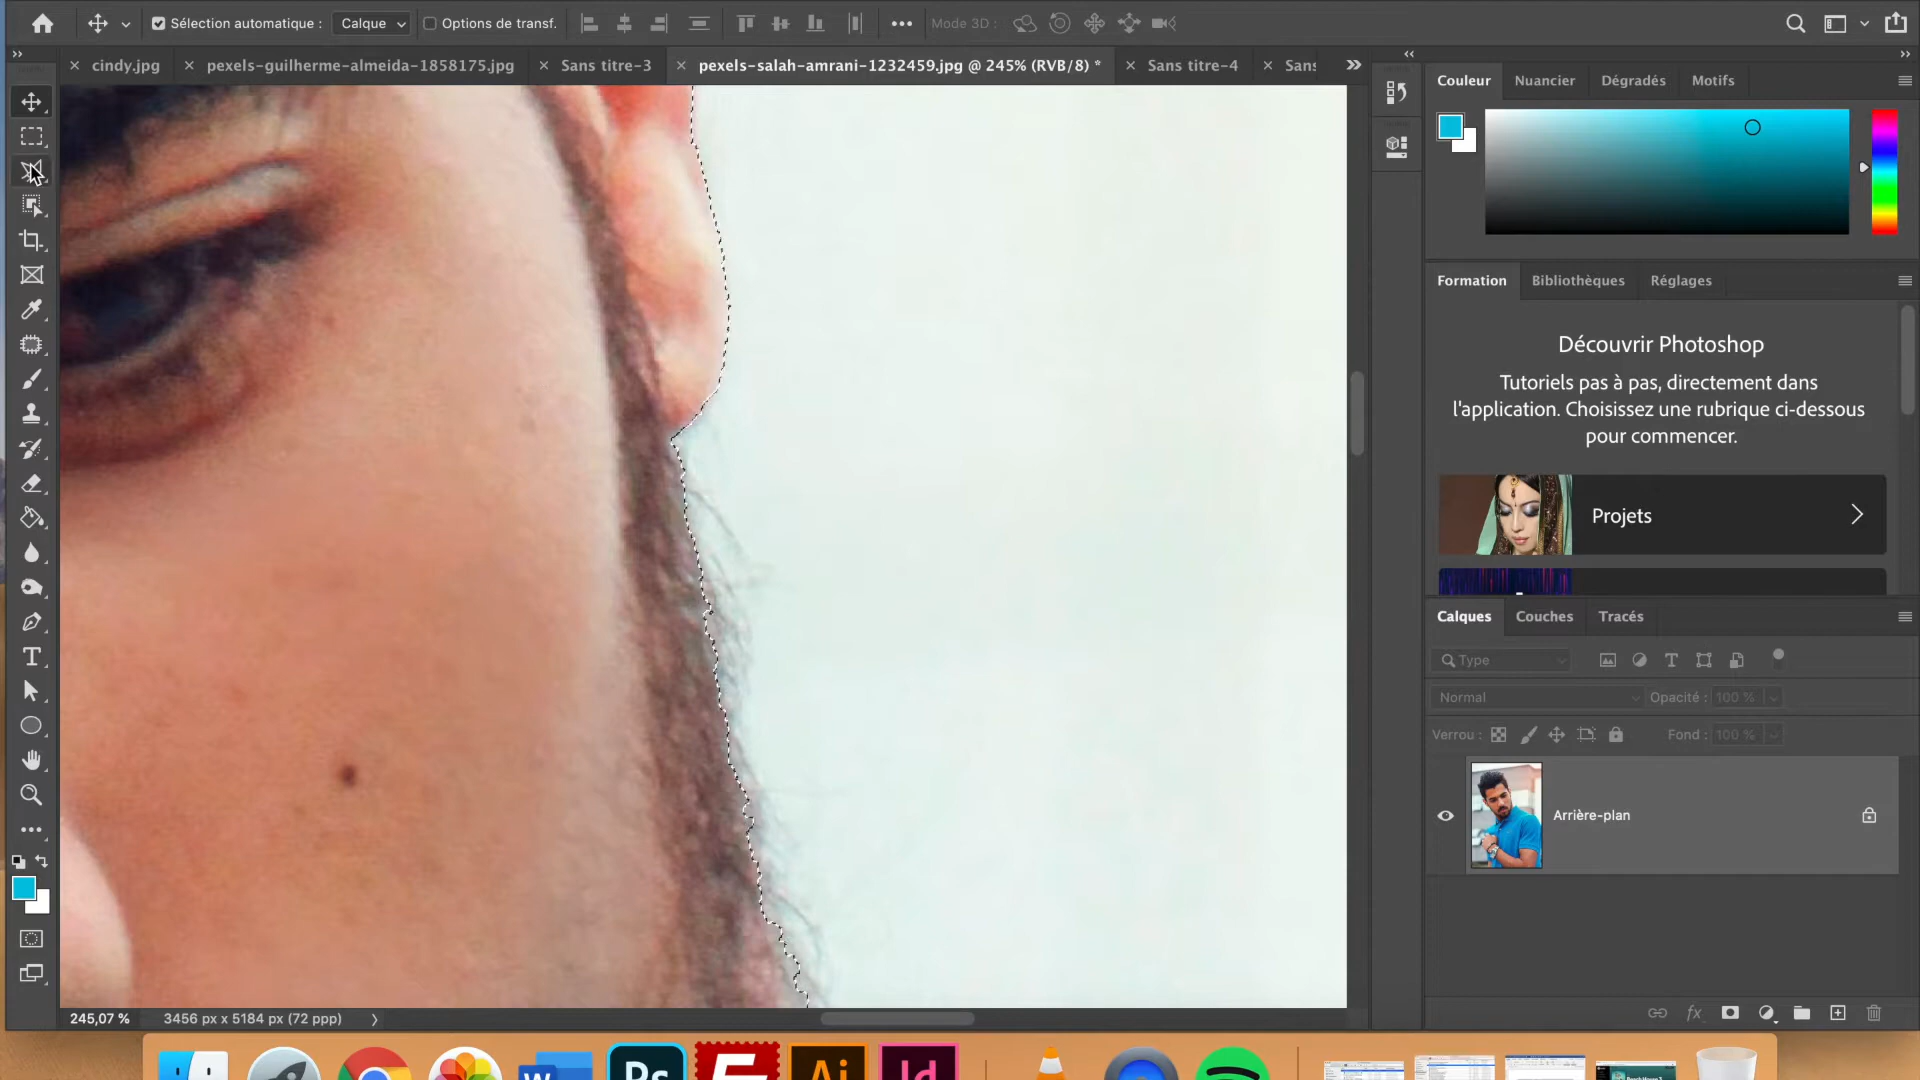 Sélection automatique : Calque Options de transf. ••• Mode 3D :
cindy.jpg pexels-guilherme-almeida-1858175.jpg Sans titre-3 pexels-salah-amrani-1232459.jpg @ 245% (RVB/8) * Sans titre-4 Sans
Couleur Nuancier Dégradés Motifs
Formation Bibliothèques Réglages
Découvrir Photoshop
Tutoriels pas à pas, directement dans
l'application. Choisissez une rubrique ci-dessous
pour commencer.
Projets
Calques Couches Tracés
Type
Normal Opacité : 100 %
Verrou : Fond : 100 %
Arrière-plan
245,07 % 3456 px x 5184 px (72 ppp)
W Ps Ai Id